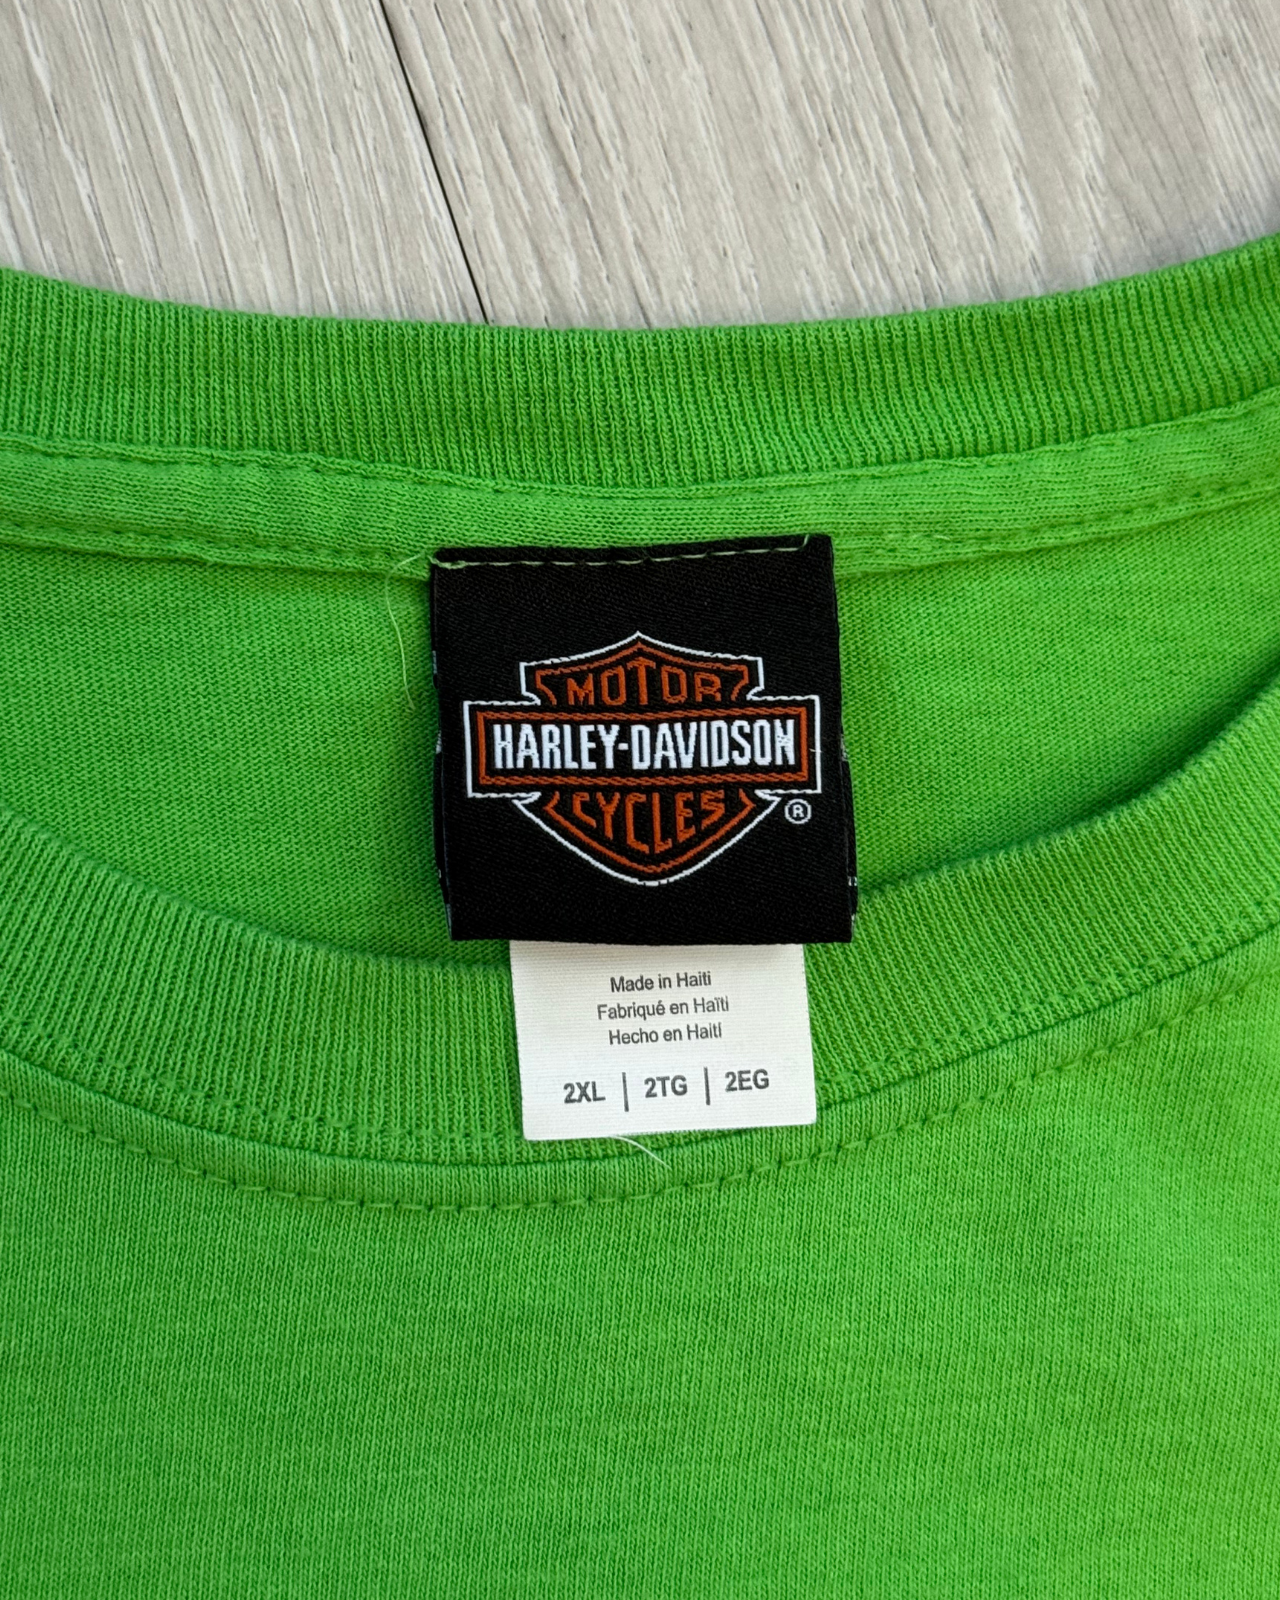 MOTOR
HARLEY-DAVIDSON
CYCLES
®
Made in Haiti
Fabriqué en Haïti
Hecho en Haití
2XL | 2TG | 2EG